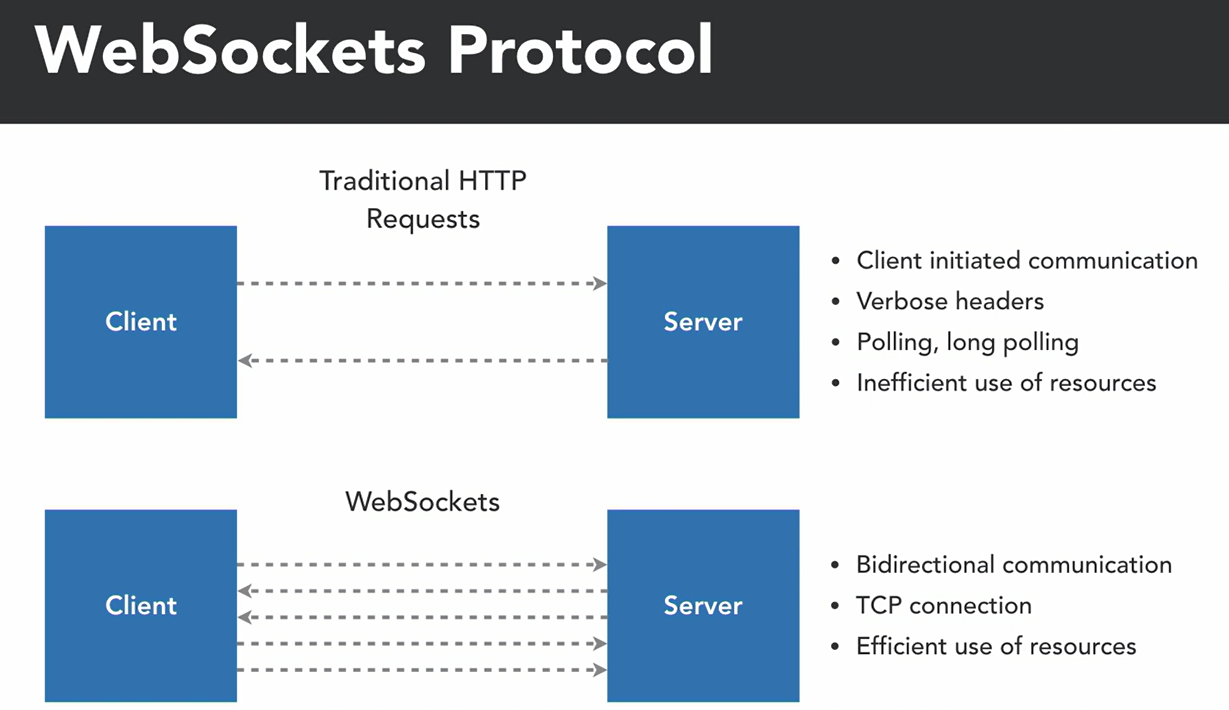 WebSockets Protocol
Traditional HTTP
Requests
Client
Server
• Client initiated communication
• Verbose headers
• Polling, long polling
• Inefficient use of resources
WebSockets
Client
Server
• Bidirectional communication
• TCP connection
• Efficient use of resources